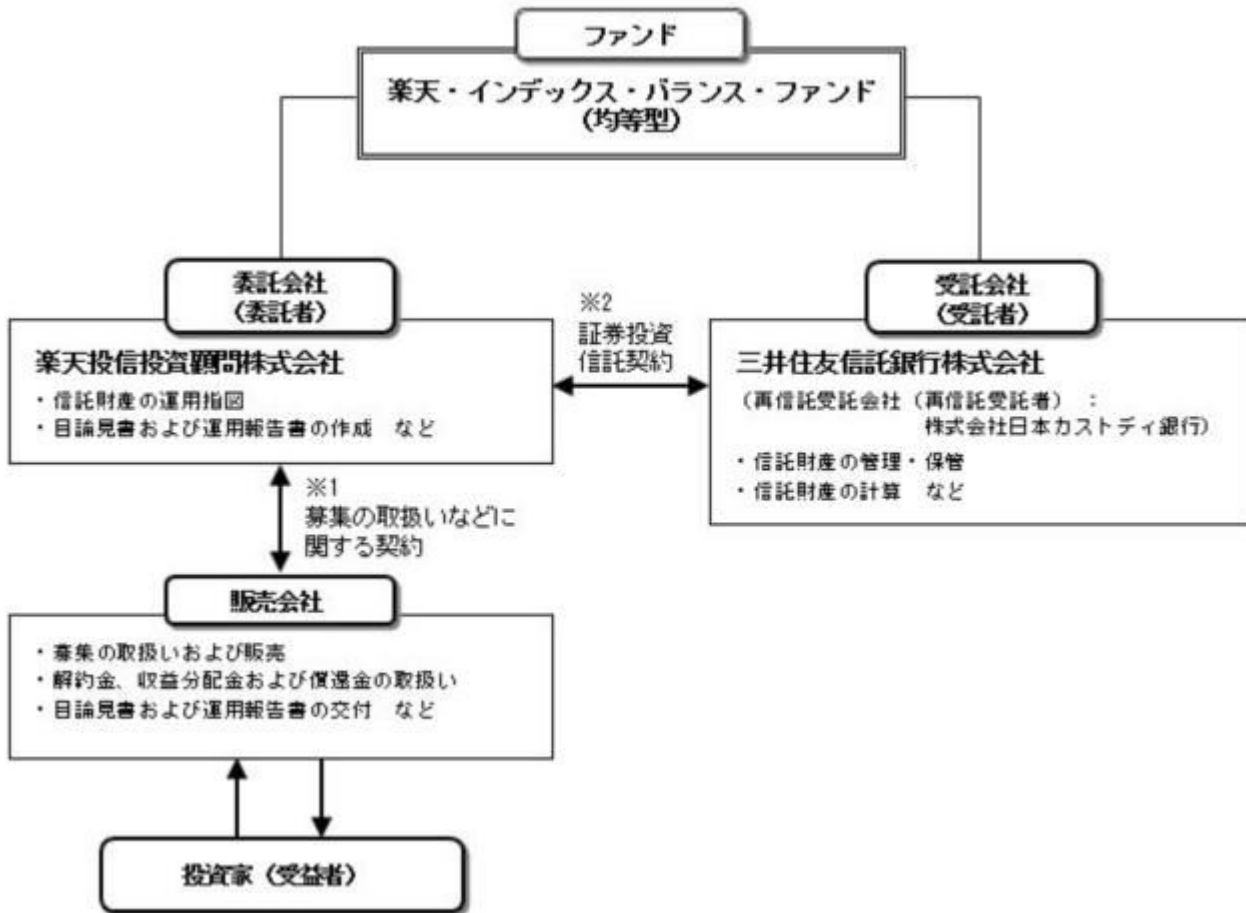 ファンド
楽天・インデックス・バランス・ファンド
(均等型)
委託会社
(委託者)
楽天投信投資顧問株式会社
・信託財産の運用指図
・目論見書および運用報告書の作成 など
※2
証券投資
信託契約
受託会社
(受託者)
三井住友信託銀行株式会社
(再信託受託会社(再信託受託者) :
株式会社日本カストディ銀行)
・信託財産の管理・保管
・信託財産の計算 など
※1
募集の取扱いなどに
関する契約
販売会社
・募集の取扱いおよび販売
・解約金、収益分配金および償還金の取扱い
・目論見書および運用報告書の交付 など
投資家(受益者)